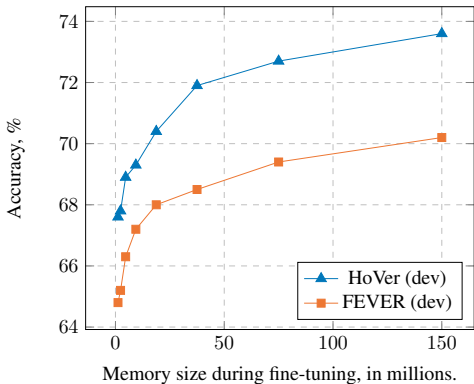 74
72
70
68
66
64
Accuracy, %
HoVer (dev)
FEVER (dev)
0
50
100
150
Memory size during fine-tuning, in millions.